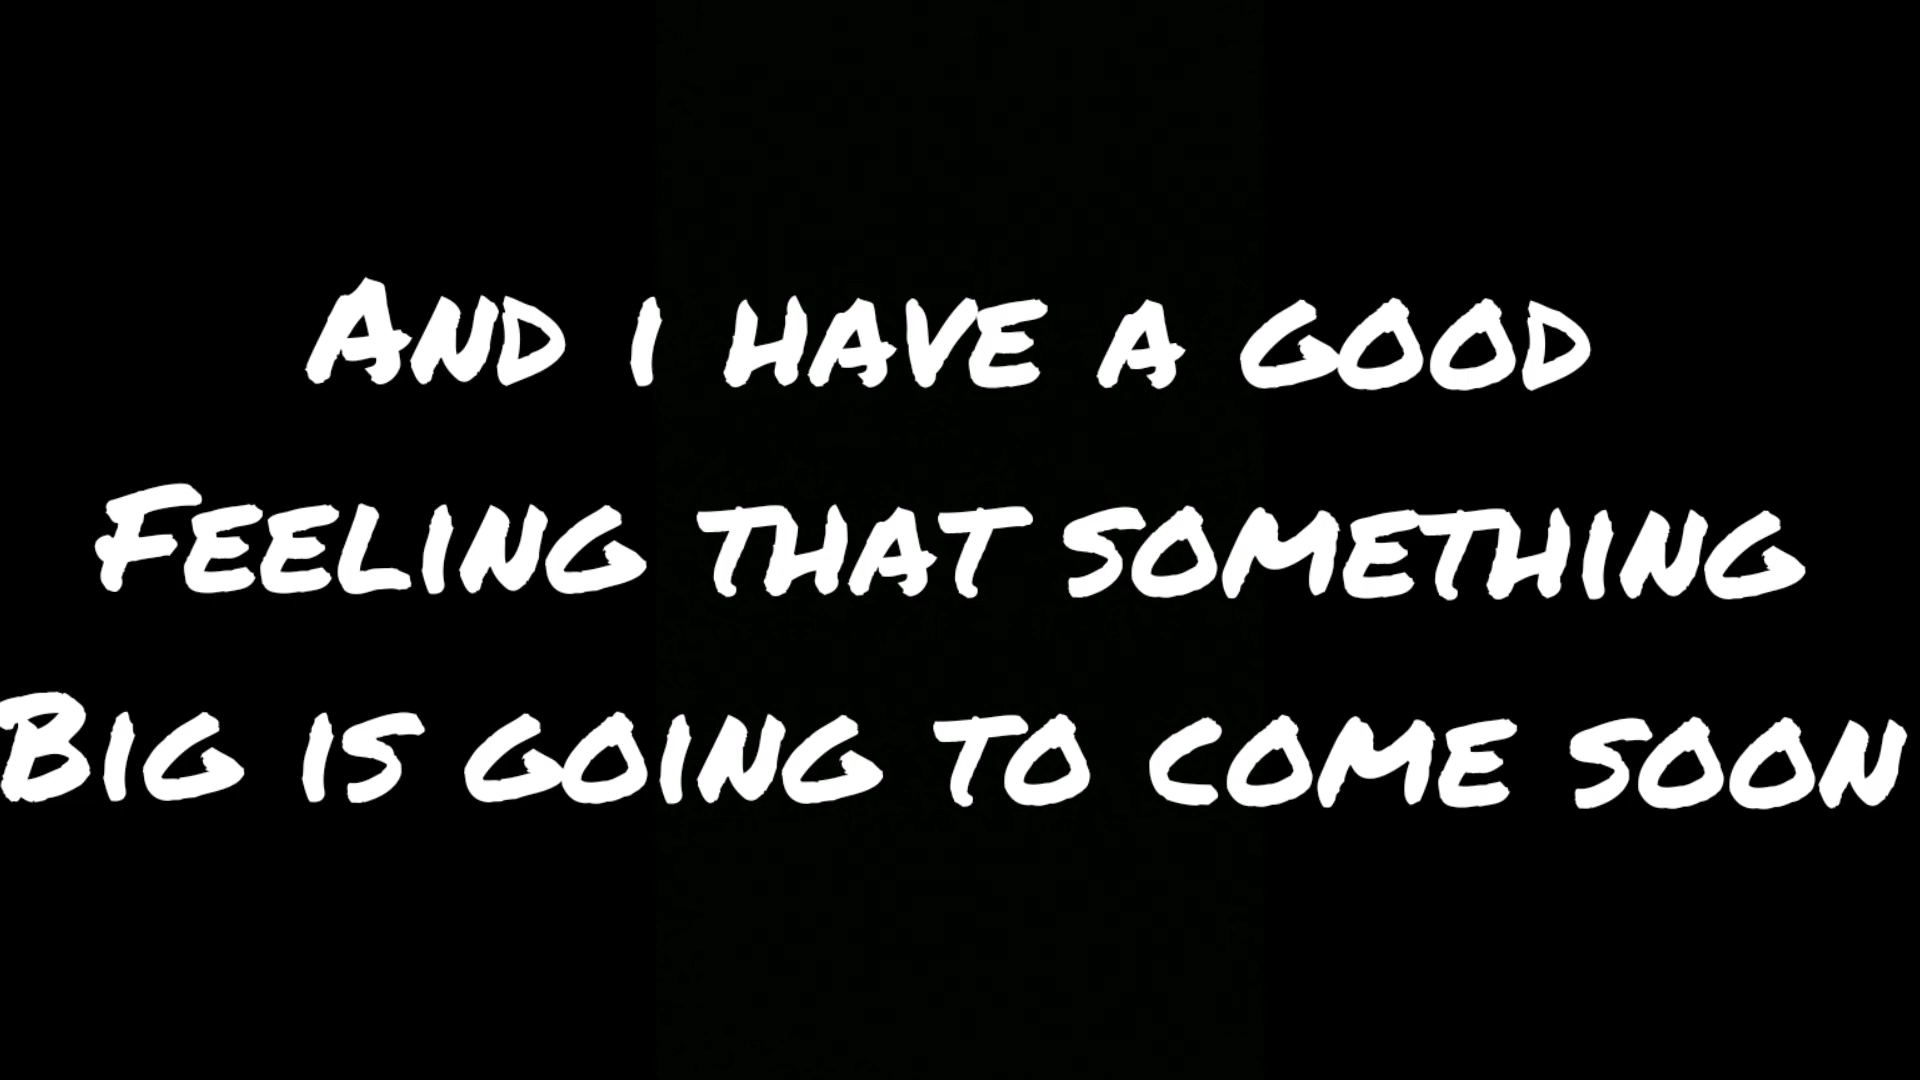 And i have a good
Feeling that something
Big is going to come soon